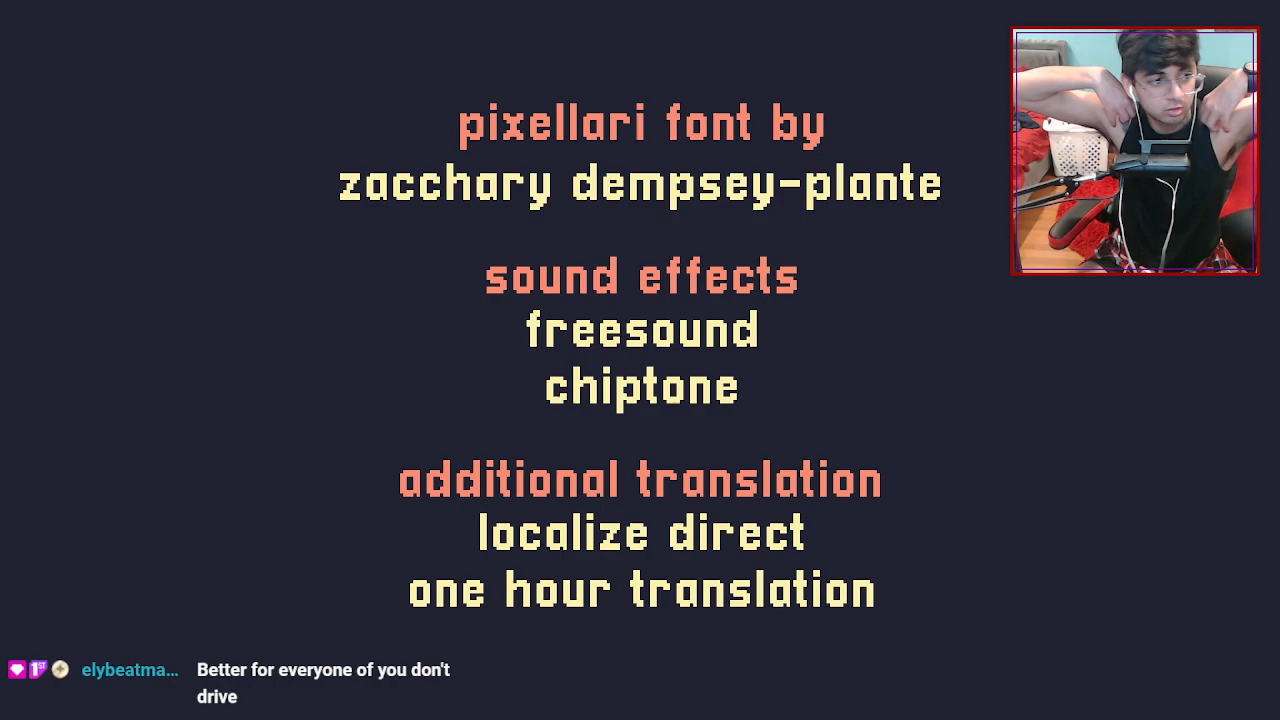 pixellari font by
zacchary dempsey-plante
sound effects
freesound
chiptone
additional translation
localize direct
one hour translation
1ST elybeatma... Better for everyone of you don't
drive